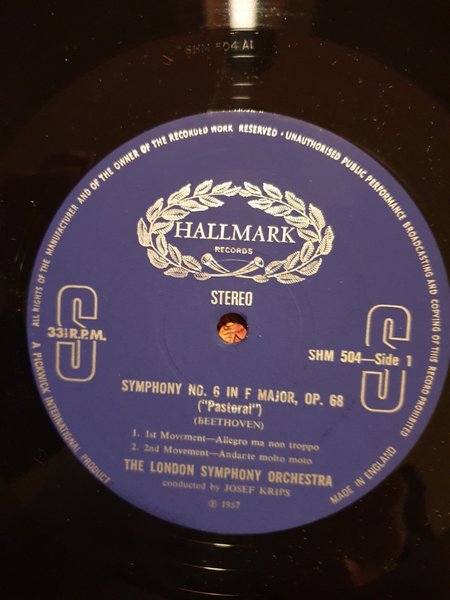 SHM 504 A1
ALL RIGHTS OF THE MANUFACTURER AND OF THE OWNER OF THE RECORDED WORK RESERVED · UNAUTHORISED PUBLIC PERFORMANCE BROADCASTING AND COPYING OF THIS RECORD PROHIBITED
HALLMARK
RECORDS
STEREO
S
33⅓ R.P.M.
S
SHM 504—Side 1
SYMPHONY NO. 6 IN F MAJOR, OP. 68
("Pastoral")
(BEETHOVEN)
1. 1st Movement—Allegro ma non troppo
2. 2nd Movement—Andante molto moto
THE LONDON SYMPHONY ORCHESTRA
conducted by JOSEF KRIPS
℗ 1957
A PICKWICK INTERNATIONAL PRODUCT
MADE IN ENGLAND